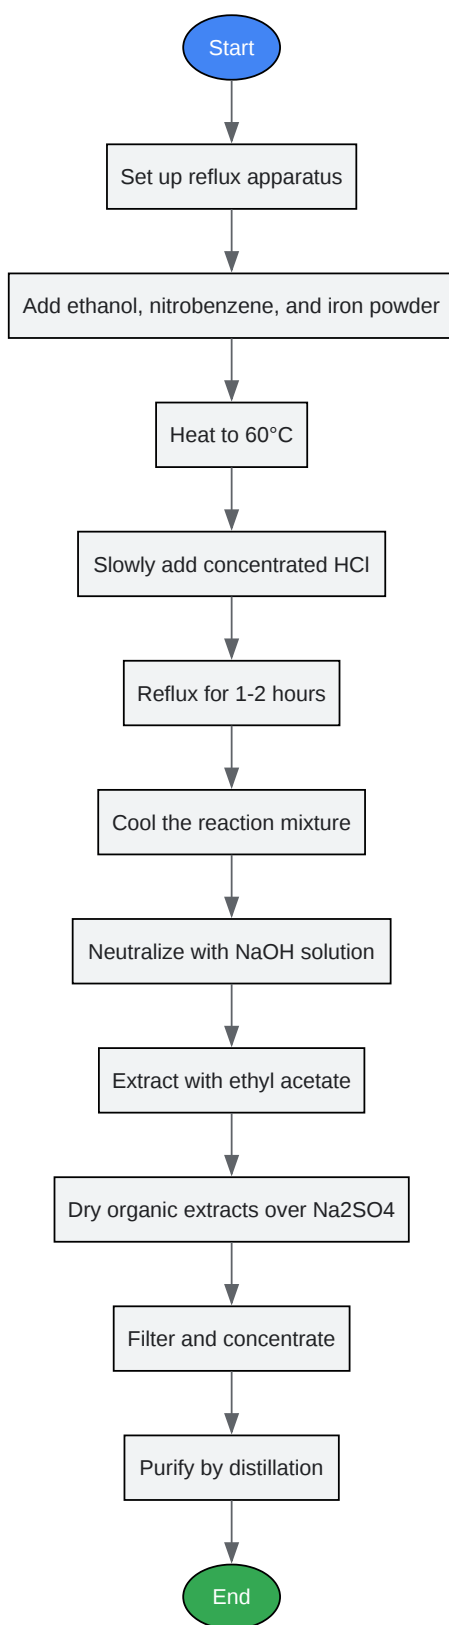 Start
Set up reflux apparatus
Add ethanol, nitrobenzene, and iron powder
Heat to 60°C
Slowly add concentrated HCl
Reflux for 1-2 hours
Cool the reaction mixture
Neutralize with NaOH solution
Extract with ethyl acetate
Dry organic extracts over Na2SO4
Filter and concentrate
Purify by distillation
End